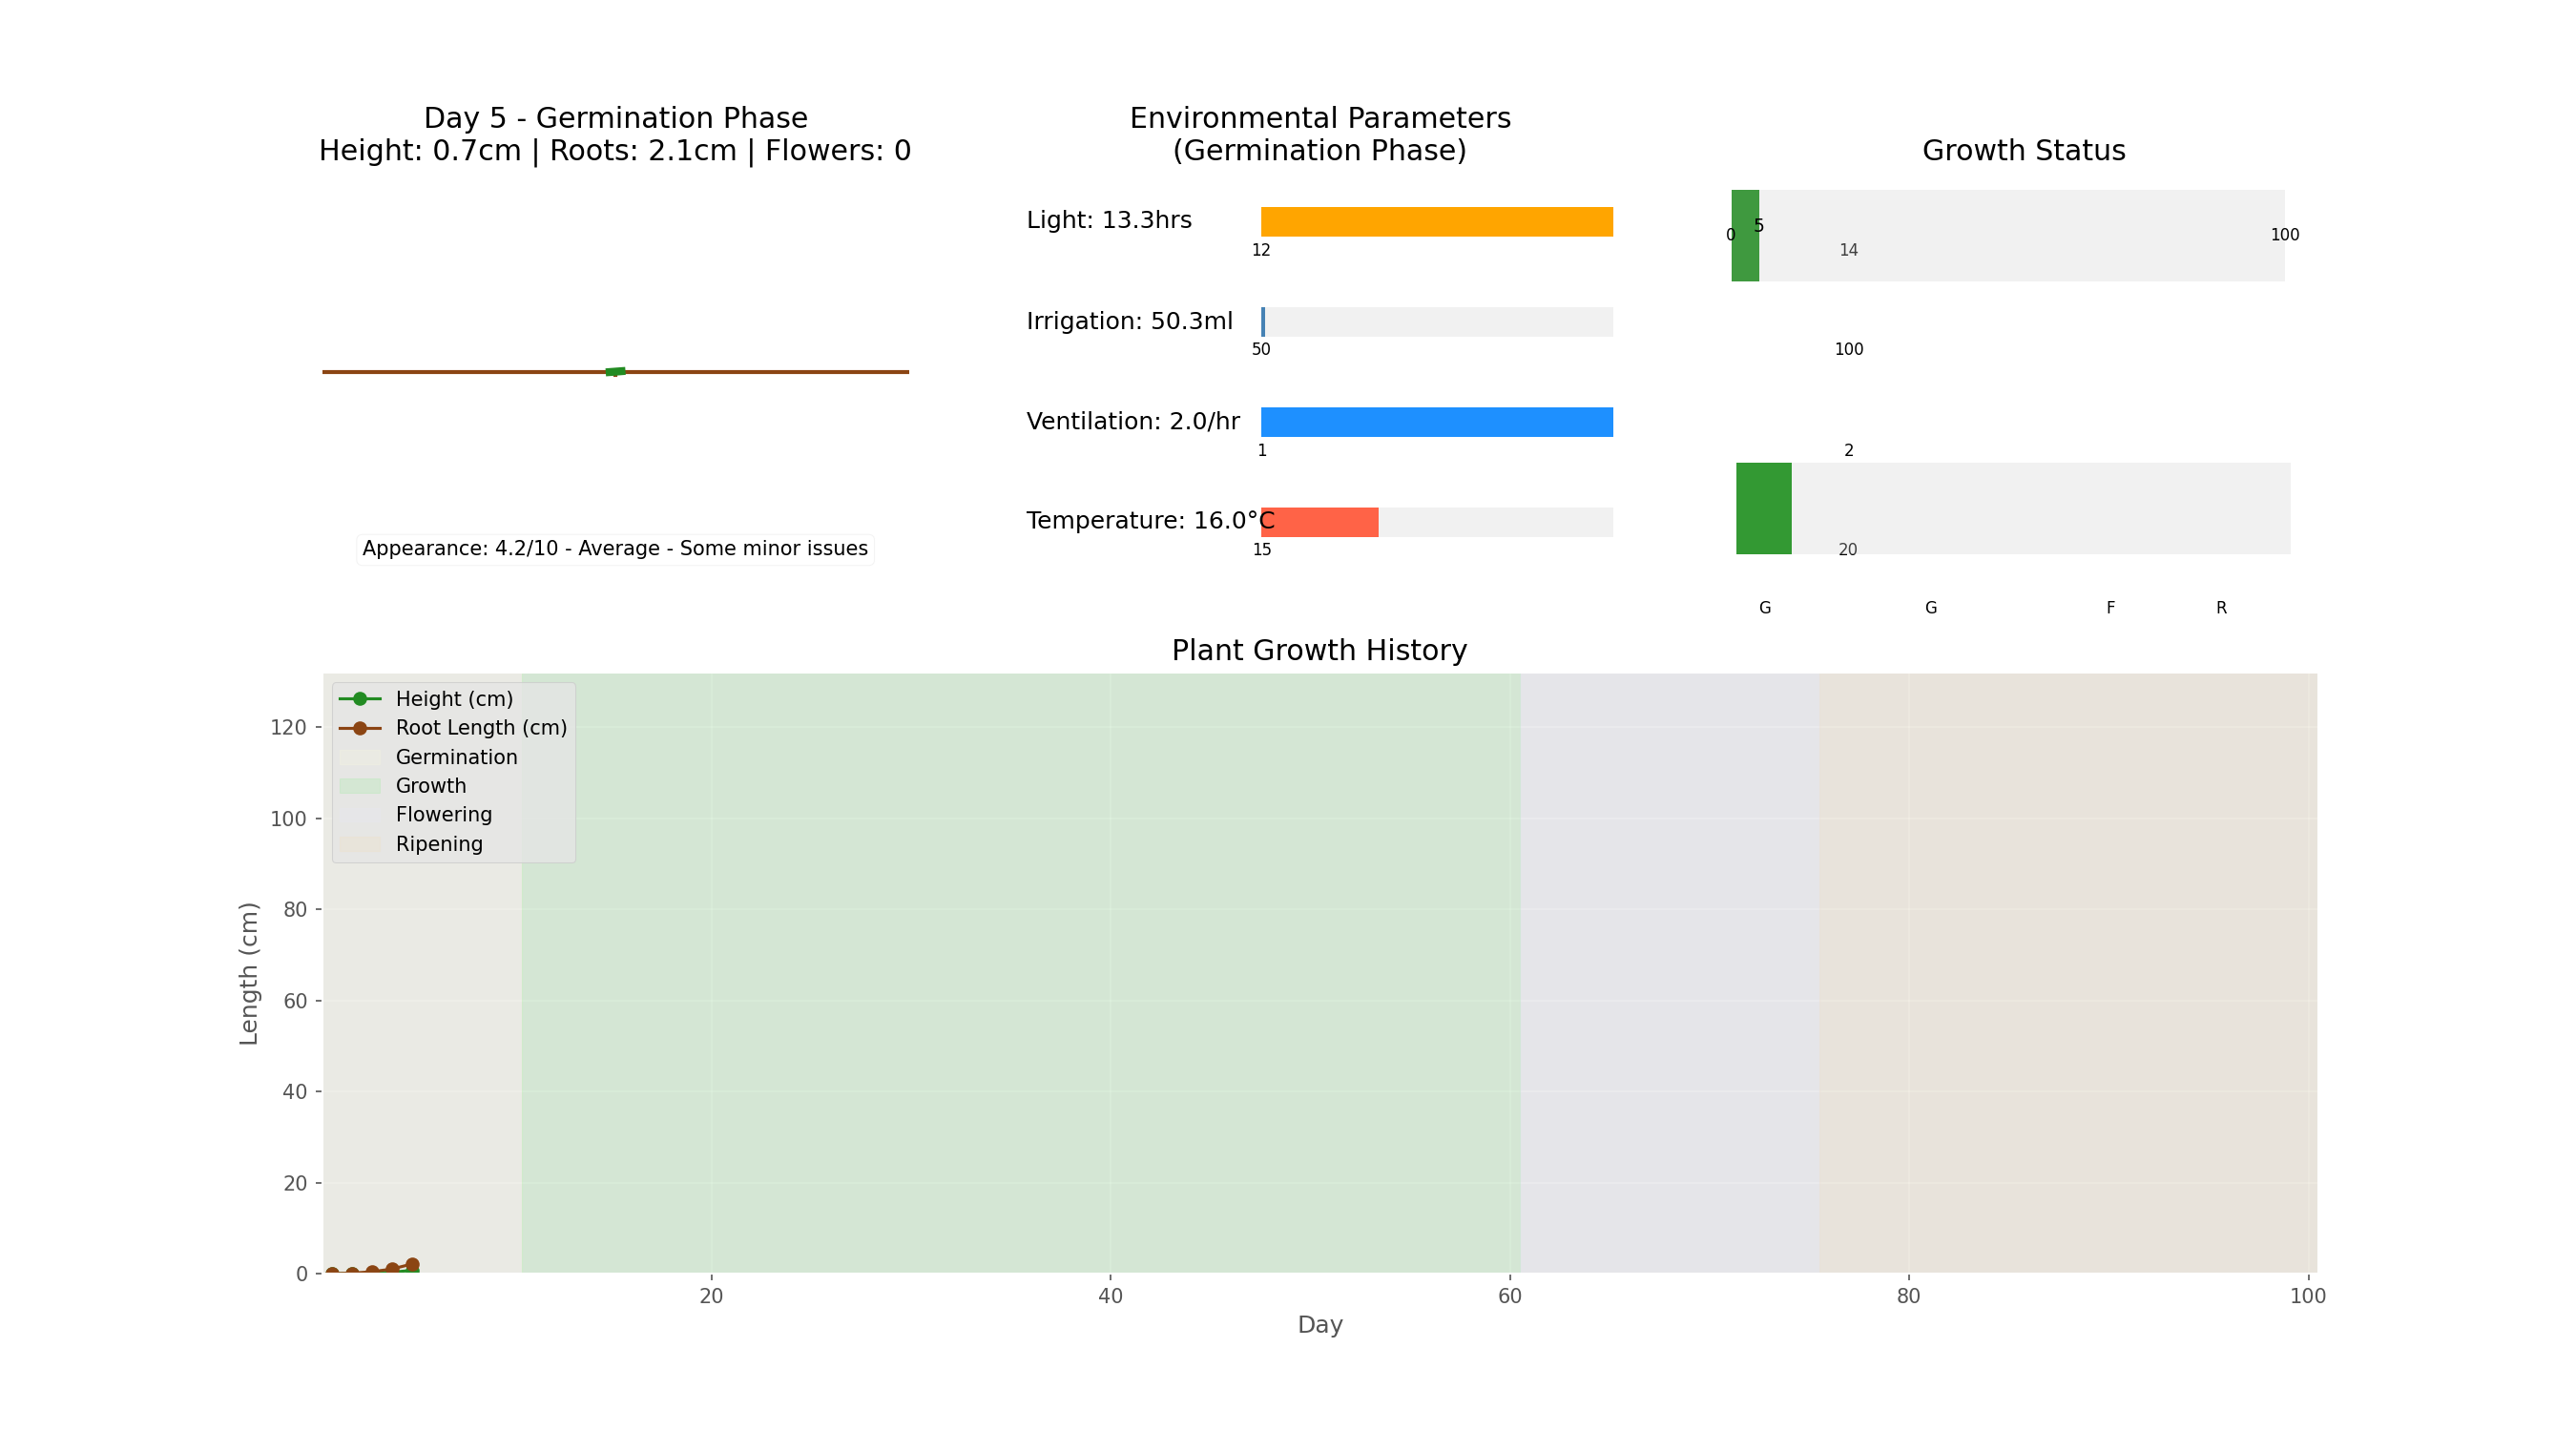 Day 5 - Germination Phase
Height: 0.7cm | Roots: 2.1cm | Flowers: 0
Appearance: 4.2/10 - Average - Some minor issues
Environmental Parameters
(Germination Phase)
Light: 13.3hrs
12
14
Irrigation: 50.3ml
50
100
Ventilation: 2.0/hr
1
2
Temperature: 16.0°C
15
20
Growth Status
0
5
100
G
G
F
R
Plant Growth History
Height (cm)
Root Length (cm)
Germination
Growth
Flowering
Ripening
Length (cm)
120
100
80
60
40
20
0
20
40
60
80
100
Day